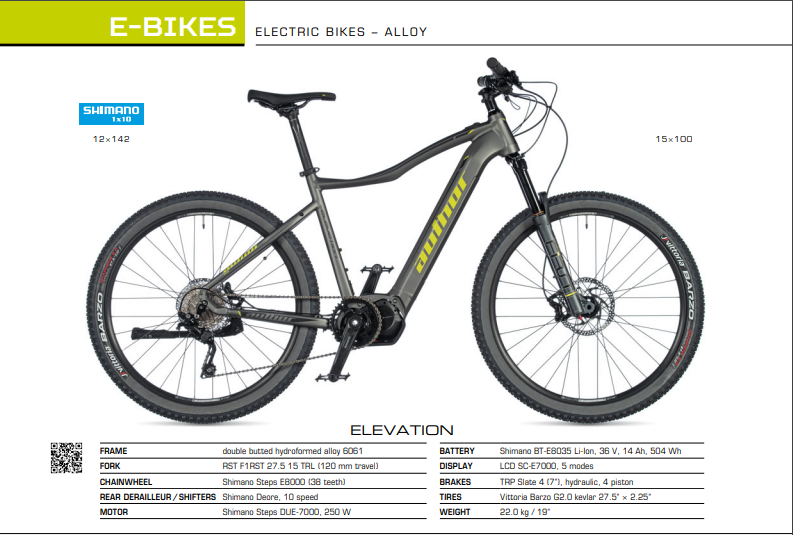 E-BIKES
ELECTRIC BIKES – ALLOY
SHIMANO
1x10
12×142
15×100
author
vittoria BARZO
vittoria BARZO
ELEVATION
FRAME double butted hydroformed alloy 6061
FORK RST F1RST 27.5 15 TRL (120 mm travel)
CHAINWHEEL Shimano Steps E8000 (38 teeth)
REAR DERAILLEUR / SHIFTERS Shimano Deore, 10 speed
MOTOR Shimano Steps DUE-7000, 250 W
BATTERY Shimano BT-E8035 Li-Ion, 36 V, 14 Ah, 504 Wh
DISPLAY LCD SC-E7000, 5 modes
BRAKES TRP Slate 4 (7"), hydraulic, 4 piston
TIRES Vittoria Barzo G2.0 kevlar 27.5" × 2.25"
WEIGHT 22.0 kg / 19"